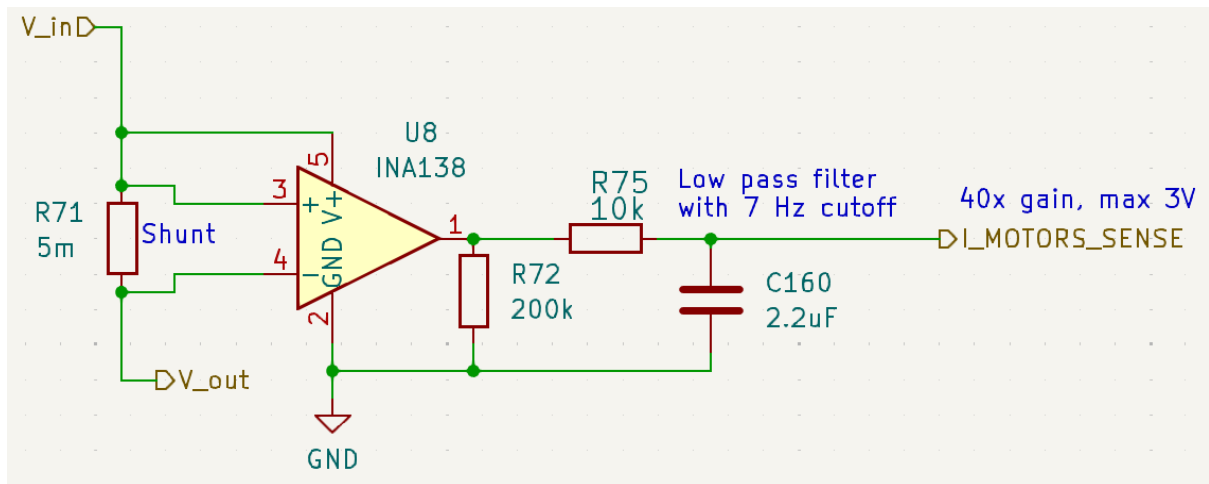 V_in
U8
INA138
5
3
+
V+
R71
5m
Shunt
1
R75
10k
Low pass filter
with 7 Hz cutoff
40x gain, max 3V
I_MOTORS_SENSE
4
–
GND
2
R72
200k
C160
2.2uF
V_out
GND